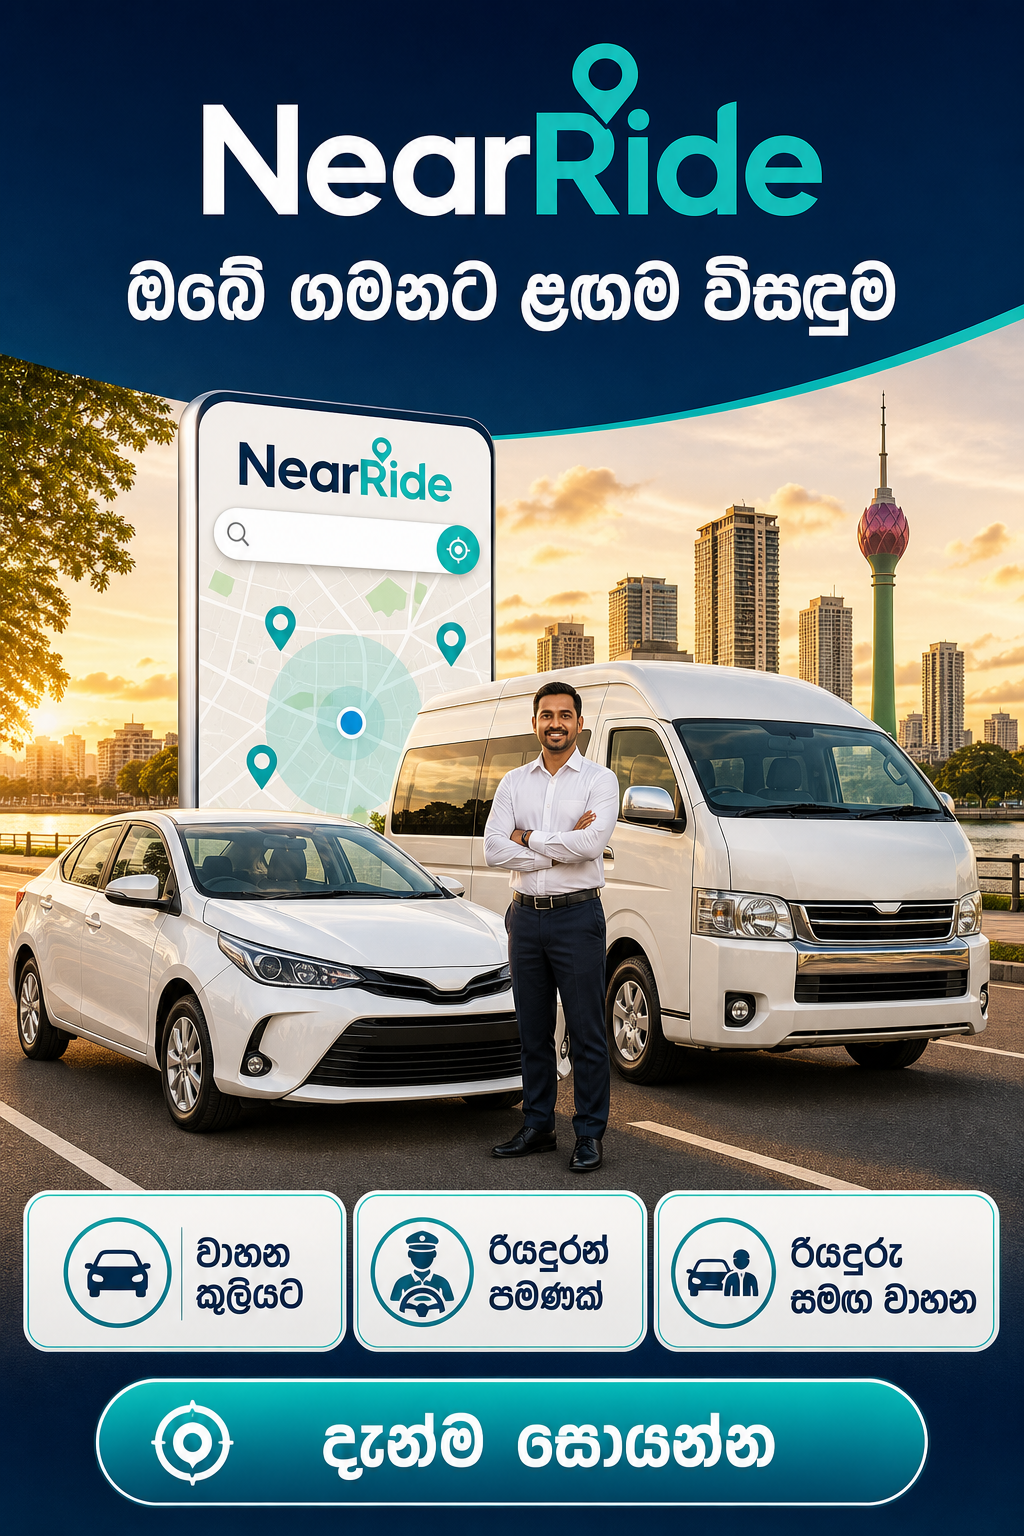 NearRide
ඔබේ ගමනට ළඟම විසඳුම
NearRide
වාහන
කුලියට
රියදුරන්
පමණක්
රියදුරු
සමඟ වාහන
දැන්ම සොයන්න